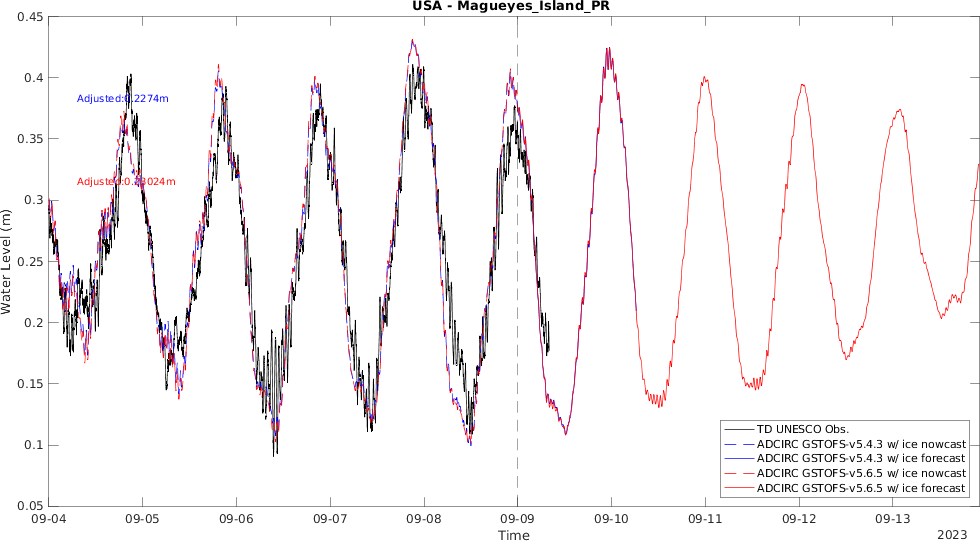 USA - Magueyes_Island_PR
0.45
0.4
0.35
0.3
0.25
0.2
0.15
0.1
0.05
Water Level (m)
Adjusted:0.2274m
Adjusted:0.23024m
TD UNESCO Obs.
ADCIRC GSTOFS-v5.4.3 w/ ice nowcast
ADCIRC GSTOFS-v5.4.3 w/ ice forecast
ADCIRC GSTOFS-v5.6.5 w/ ice nowcast
ADCIRC GSTOFS-v5.6.5 w/ ice forecast
09-04 09-05 09-06 09-07 09-08 09-09 09-10 09-11 09-12 09-13
Time
2023